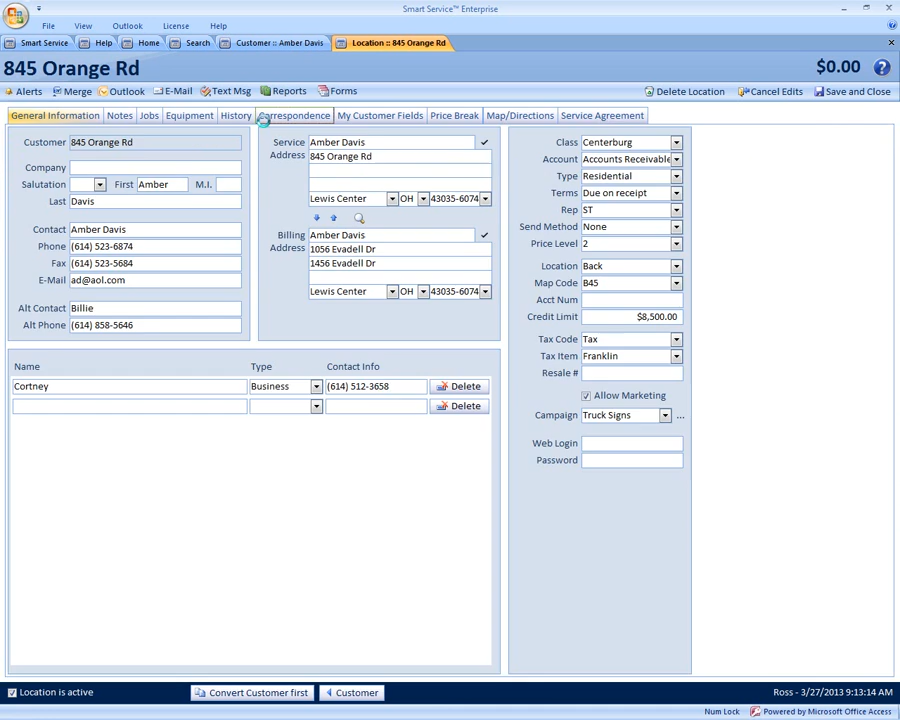 Smart Service™ Enterprise
File View Outlook License Help
Smart Service Help Home Search Customer :: Amber Davis Location :: 845 Orange Rd
845 Orange Rd $0.00
Alerts Merge Outlook E-Mail Text Msg Reports Forms Delete Location Cancel Edits Save and Close
General Information Notes Jobs Equipment History Correspondence My Customer Fields Price Break Map/Directions Service Agreement
Customer 845 Orange Rd
Company
Salutation First Amber M.I.
Last Davis
Contact Amber Davis
Phone (614) 523-6874
Fax (614) 523-5684
E-Mail ad@aol.com
Alt Contact Billie
Alt Phone (614) 858-5646
Service Address Amber Davis
845 Orange Rd
Lewis Center OH 43035-6074
Billing Address Amber Davis
1056 Evadell Dr
1456 Evadell Dr
Lewis Center OH 43035-6074
Class Centerburg
Account Accounts Receivable
Type Residential
Terms Due on receipt
Rep ST
Send Method None
Price Level 2
Location Back
Map Code B45
Acct Num
Credit Limit $8,500.00
Tax Code Tax
Tax Item Franklin
Resale #
Allow Marketing
Campaign Truck Signs ...
Web Login
Password
Name Type Contact Info
Cortney Business (614) 512-3658 Delete
Delete
Location is active Convert Customer first Customer Ross - 3/27/2013 9:13:14 AM
Num Lock Powered by Microsoft Office Access